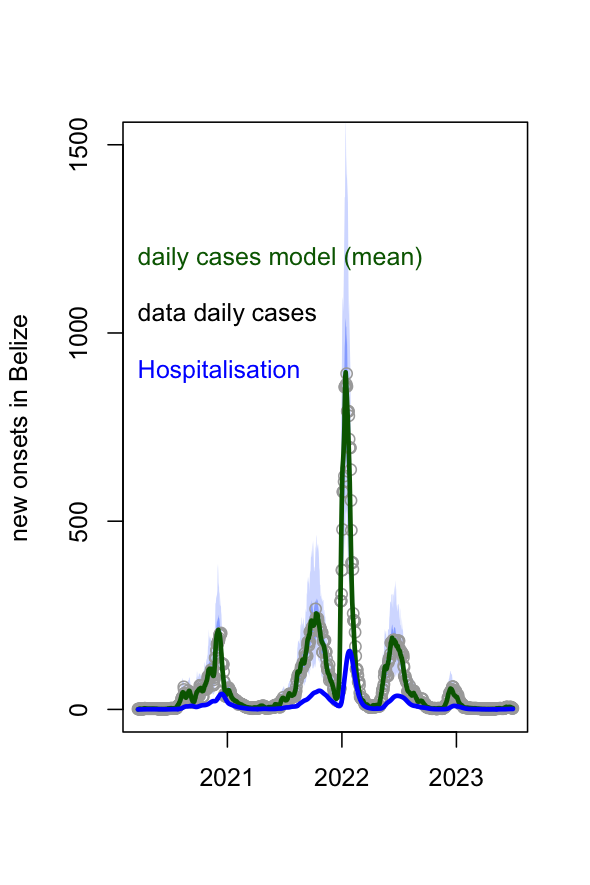 1500
1000
500
0
new onsets in Belize
daily cases model (mean)
data daily cases
Hospitalisation
2021 2022 2023